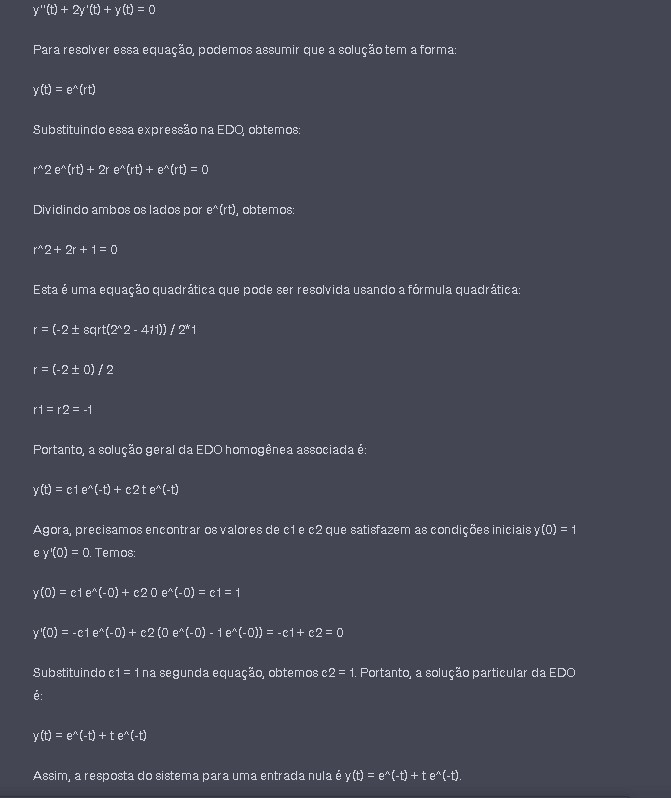 y''(t) + 2y'(t) + y(t) = 0
Para resolver essa equação, podemos assumir que a solução tem a forma:
y(t) = e^(rt)
Substituindo essa expressão na EDO, obtemos:
r^2 e^(rt) + 2r e^(rt) + e^(rt) = 0
Dividindo ambos os lados por e^(rt), obtemos:
r^2 + 2r + 1 = 0
Esta é uma equação quadrática que pode ser resolvida usando a fórmula quadrática:
r = (-2 ± sqrt(2^2 - 411)) / 2*1
r = (-2 ± 0) / 2
r1 = r2 = -1
Portanto, a solução geral da EDO homogênea associada é:
y(t) = c1 e^(-t) + c2 t e^(-t)
Agora, precisamos encontrar os valores de c1 e c2 que satisfazem as condições iniciais y(0) = 1
e y'(0) = 0. Temos:
y(0) = c1 e^(-0) + c2 0 e^(-0) = c1 = 1
y'(0) = -c1 e^(-0) + c2 (0 e^(-0) - 1 e^(-0)) = -c1 + c2 = 0
Substituindo c1 = 1 na segunda equação, obtemos c2 = 1. Portanto, a solução particular da EDO
é:
y(t) = e^(-t) + t e^(-t)
Assim, a resposta do sistema para uma entrada nula é y(t) = e^(-t) + t e^(-t).